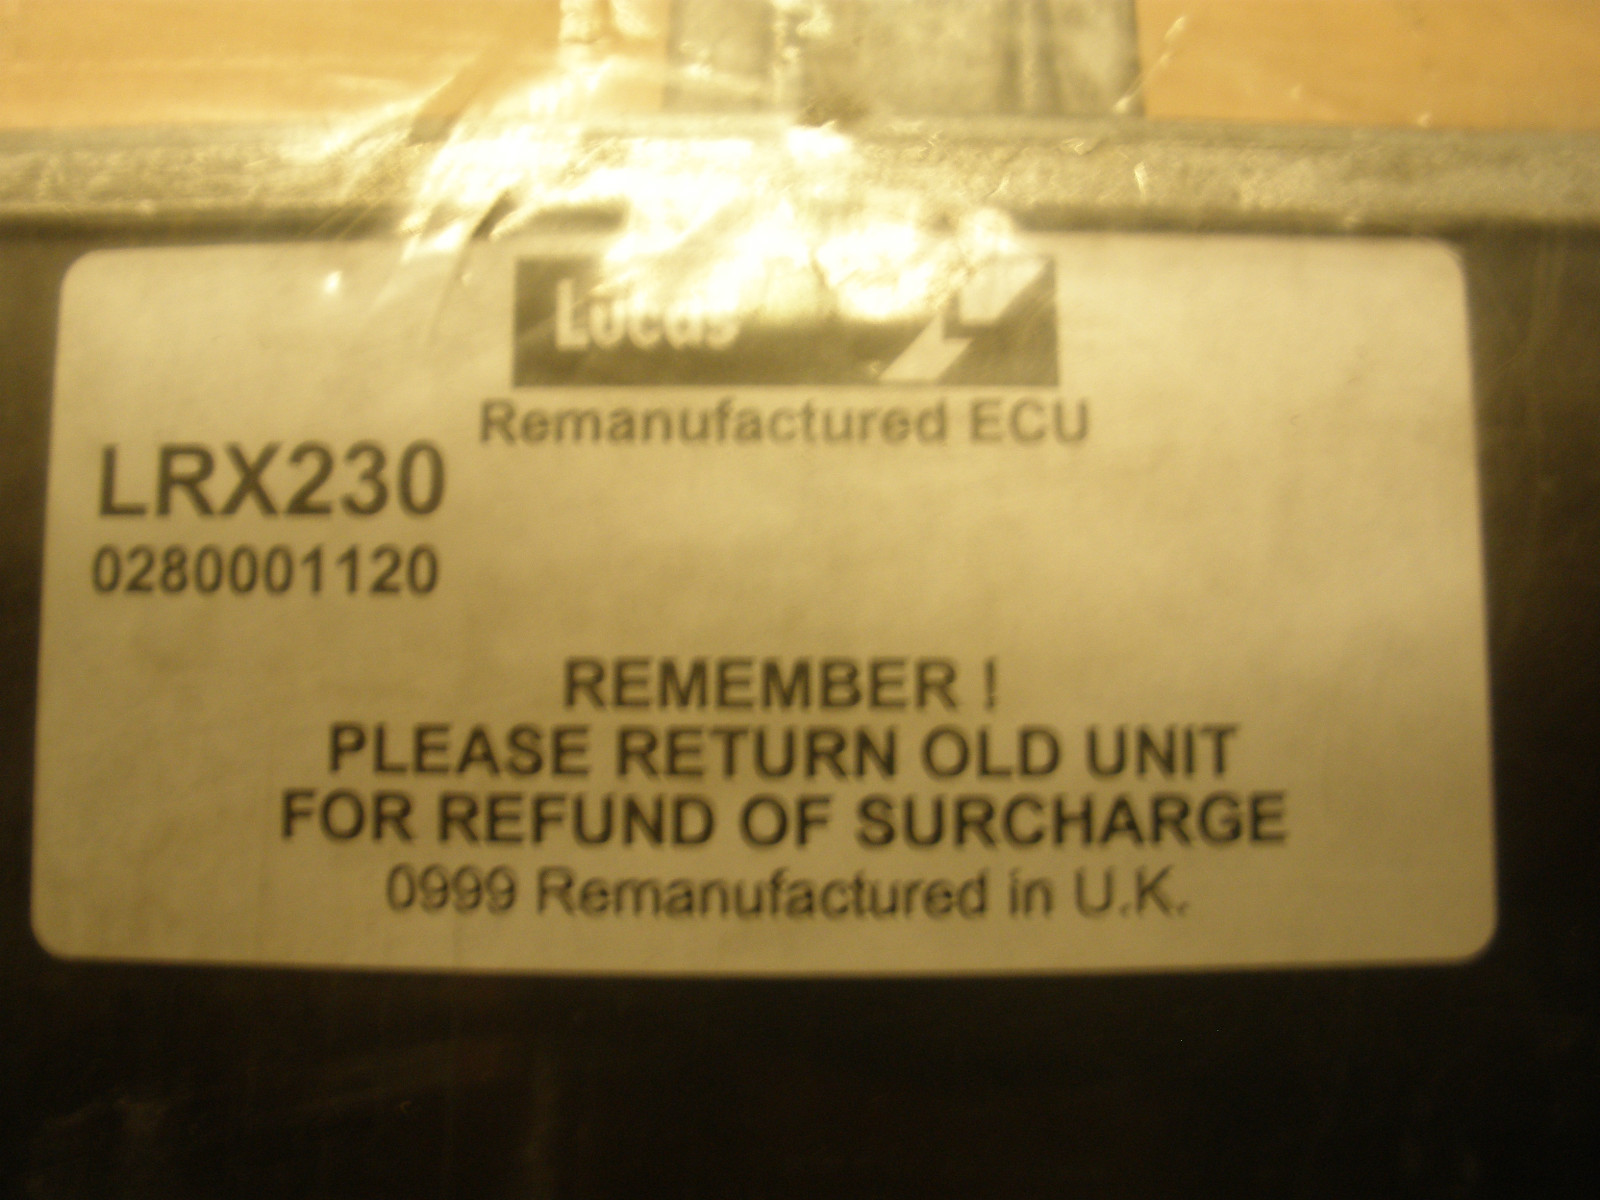 Lucas
Remanufactured ECU
LRX230
0280001120
REMEMBER !
PLEASE RETURN OLD UNIT
FOR REFUND OF SURCHARGE
0999 Remanufactured in U.K.